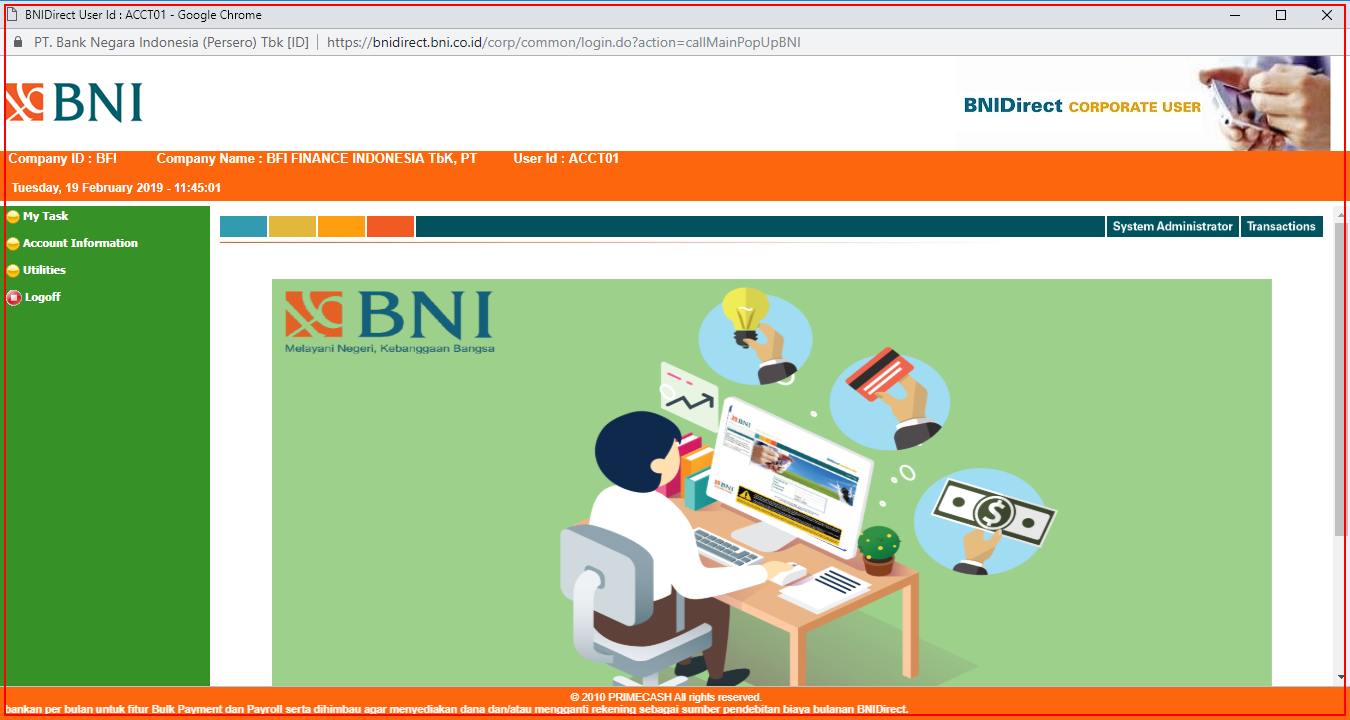 BNIDirect User Id : ACCT01 - Google Chrome
PT. Bank Negara Indonesia (Persero) Tbk [ID] | https://bnidirect.bni.co.id/corp/common/login.do?action=callMainPopUpBNI
BNI
BNIDirect CORPORATE USER
Company ID : BFI Company Name : BFI FINANCE INDONESIA TbK, PT User Id : ACCT01
Tuesday, 19 February 2019 - 11:45:01
My Task
Account Information
Utilities
Logoff
System Administrator Transactions
BNI
Melayani Negeri, Kebanggaan Bangsa
BNI
BNI
$
© 2010 PRIMECASH All rights reserved.
bankan per bulan untuk fitur Bulk Payment dan Payroll serta dihimbau agar menyediakan dana dan/atau mengganti rekening sebagai sumber pendebitan biaya bulanan BNIDirect.